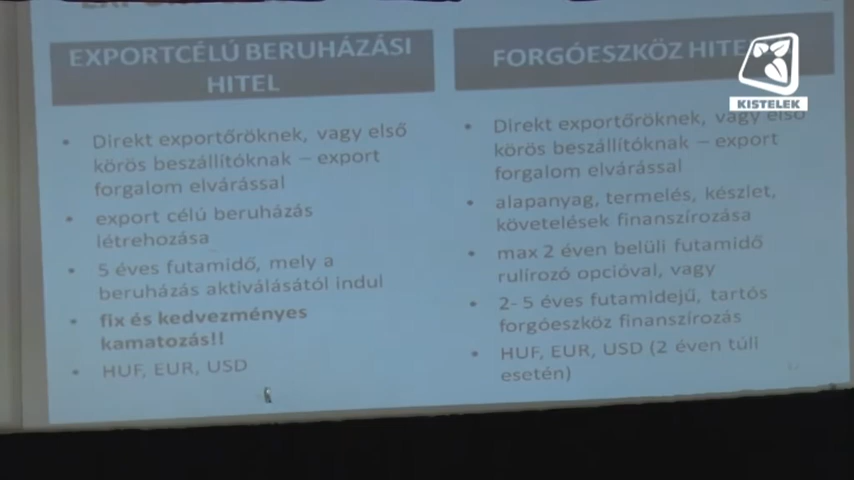 EXPORTCÉLÚ BERUHÁZÁSI
HITEL
• Direkt exportőröknek, vagy első
körös beszállítóknak – export
forgalom elvárással
• export célú beruházás
létrehozása
• 5 éves futamidő, mely a
beruházás aktiválásától indul
• fix és kedvezményes
kamatozás!!
• HUF, EUR, USD
FORGÓESZKÖZ HITE
• Direkt exportőröknek, vagy első
körös beszállítóknak – export
forgalom elvárással
• alapanyag, termelés, készlet,
követelések finanszírozása
• max 2 éven belüli futamidő
rulírozó opcióval, vagy
• 2- 5 éves futamidejű, tartós
forgóeszköz finanszírozás
• HUF, EUR, USD (2 éven túli
esetén)
KISTELEK